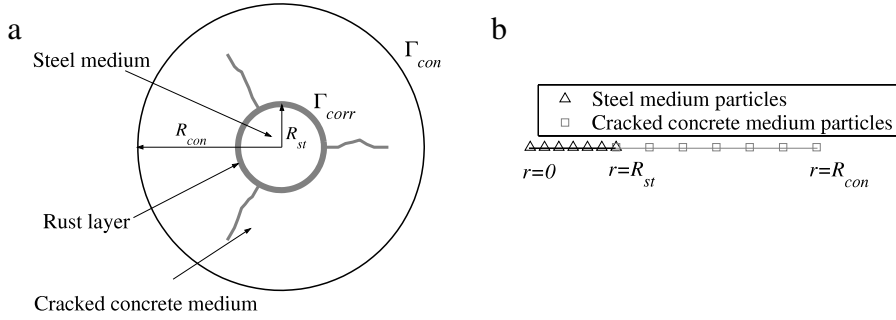 a
Steel medium
Γcon
Γcorr
Rcon
Rst
Rust layer
Cracked concrete medium
b
Steel medium particles
Cracked concrete medium particles
r=0
r=Rst
r=Rcon